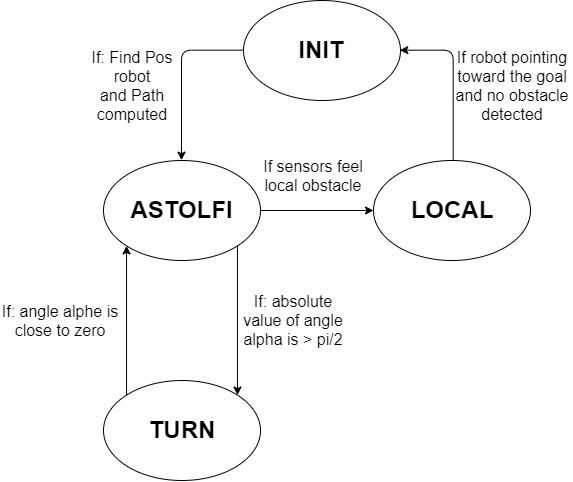 INIT
If: Find Pos
robot
and Path
computed
If robot pointing
toward the goal
and no obstacle
detected
If sensors feel
local obstacle
ASTOLFI
LOCAL
If: angle alphe is
close to zero
If: absolute
value of angle
alpha is > pi/2
TURN